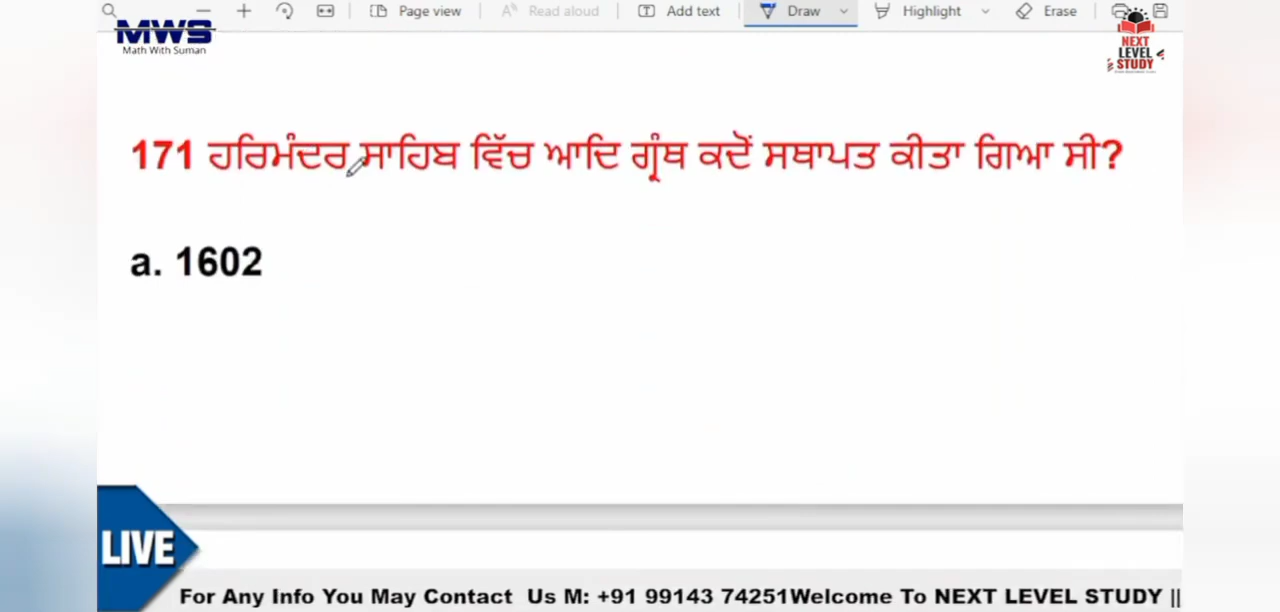 Page view Read aloud Add text Draw Highlight Erase
MWS
Math With Suman
NEXT
LEVEL
STUDY
171 ਹਰਿਮੰਦਰ ਸਾਹਿਬ ਵਿੱਚ ਆਦਿ ਗ੍ਰੰਥ ਕਦੋਂ ਸਥਾਪਤ ਕੀਤਾ ਗਿਆ ਸੀ?
a. 1602
LIVE
For Any Info You May Contact Us M: +91 99143 74251Welcome To NEXT LEVEL STUDY ||